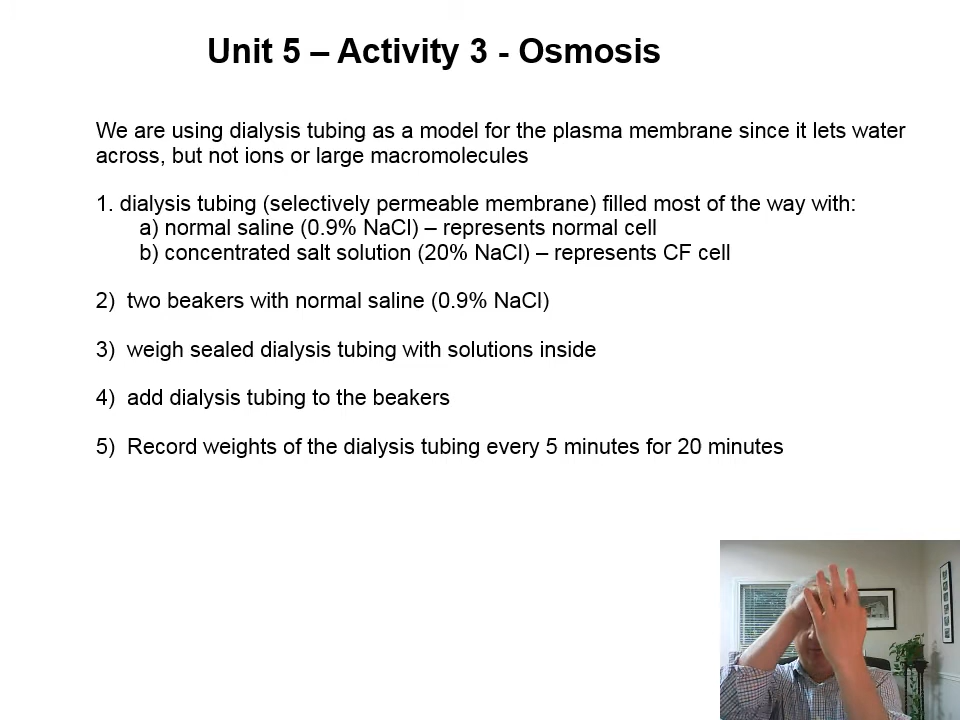 Unit 5 – Activity 3 - Osmosis
We are using dialysis tubing as a model for the plasma membrane since it lets water
across, but not ions or large macromolecules
1. dialysis tubing (selectively permeable membrane) filled most of the way with:
a) normal saline (0.9% NaCl) – represents normal cell
b) concentrated salt solution (20% NaCl) – represents CF cell
2) two beakers with normal saline (0.9% NaCl)
3) weigh sealed dialysis tubing with solutions inside
4) add dialysis tubing to the beakers
5) Record weights of the dialysis tubing every 5 minutes for 20 minutes